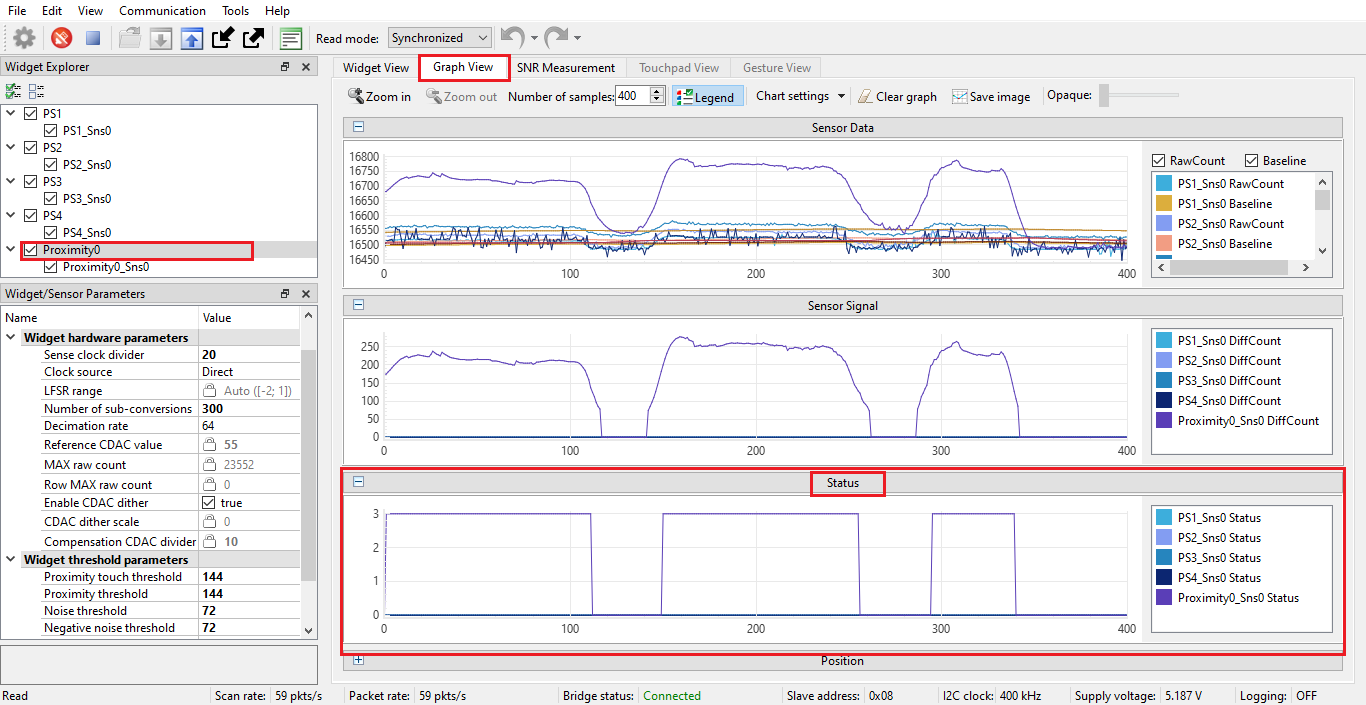 File Edit View Communication Tools Help
Read mode: Synchronized
Widget Explorer
PS1
PS1_Sns0
PS2
PS2_Sns0
PS3
PS3_Sns0
PS4
PS4_Sns0
Proximity0
Proximity0_Sns0
Widget/Sensor Parameters
Name Value
Widget hardware parameters
Sense clock divider 20
Clock source Direct
LFSR range Auto ([-2; 1])
Number of sub-conversions 300
Decimation rate 64
Reference CDAC value 55
MAX raw count 23552
Row MAX raw count 0
Enable CDAC dither true
CDAC dither scale 0
Compensation CDAC divider 10
Widget threshold parameters
Proximity touch threshold 144
Proximity threshold 144
Noise threshold 72
Negative noise threshold 72
Widget View Graph View SNR Measurement Touchpad View Gesture View
Zoom in Zoom out Number of samples: 400 Legend Chart settings Clear graph Save image Opaque:
Sensor Data
16800
16750
16700
16650
16600
16550
16500
16450
0 100 200 300 400
RawCount Baseline
PS1_Sns0 RawCount
PS1_Sns0 Baseline
PS2_Sns0 RawCount
PS2_Sns0 Baseline
Sensor Signal
250
200
150
100
50
0
0 100 200 300 400
PS1_Sns0 DiffCount
PS2_Sns0 DiffCount
PS3_Sns0 DiffCount
PS4_Sns0 DiffCount
Proximity0_Sns0 DiffCount
Status
3
2
1
0
0 100 200 300 400
PS1_Sns0 Status
PS2_Sns0 Status
PS3_Sns0 Status
PS4_Sns0 Status
Proximity0_Sns0 Status
Position
Read Scan rate: 59 pkts/s Packet rate: 59 pkts/s Bridge status: Connected Slave address: 0x08 I2C clock: 400 kHz Supply voltage: 5.187 V Logging: OFF